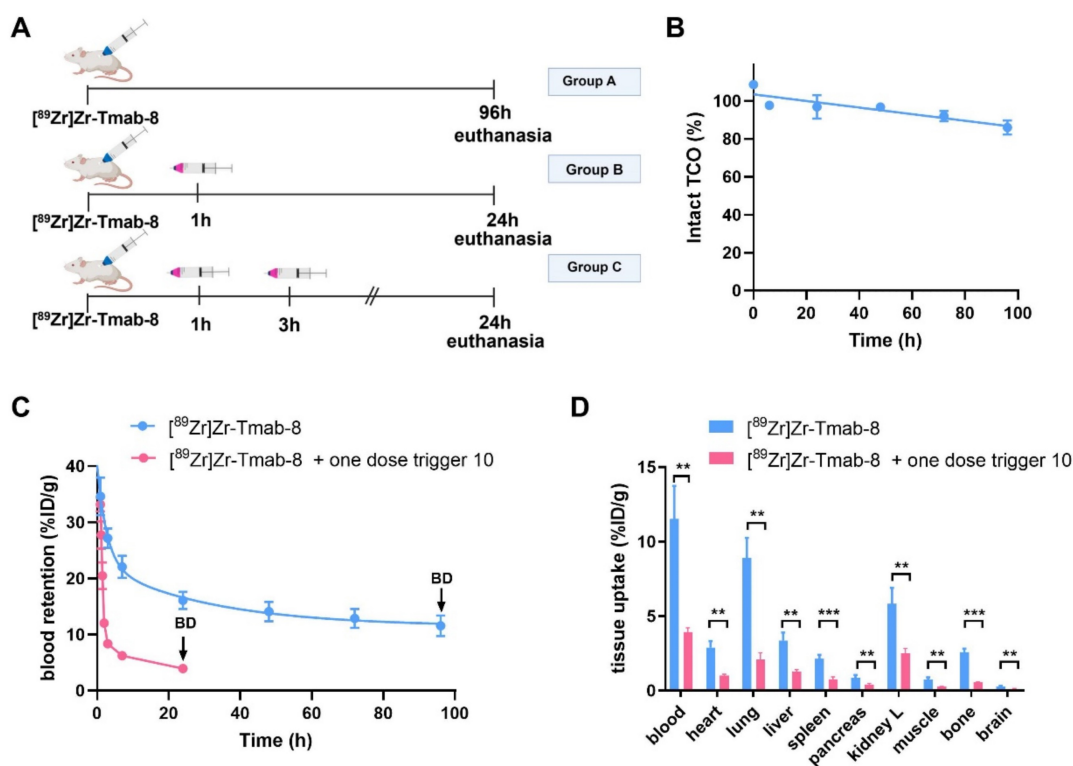 A
[⁸⁹Zr]Zr-Tmab-8
96h
euthanasia
Group A
[⁸⁹Zr]Zr-Tmab-8
1h
24h
euthanasia
Group B
[⁸⁹Zr]Zr-Tmab-8
1h
3h
24h
euthanasia
Group C
B
Intact TCO (%)
100
80
60
40
20
0
0
20
40
60
80
100
Time (h)
C
[⁸⁹Zr]Zr-Tmab-8
[⁸⁹Zr]Zr-Tmab-8 + one dose trigger 10
blood retention (%ID/g)
40
30
20
10
0
BD
BD
0
20
40
60
80
100
Time (h)
D
[⁸⁹Zr]Zr-Tmab-8
[⁸⁹Zr]Zr-Tmab-8 + one dose trigger 10
tissue uptake (%ID/g)
15
10
5
0
**
**
**
**
***
**
**
**
***
**
blood
heart
lung
liver
spleen
pancreas
kidney L
muscle
bone
brain